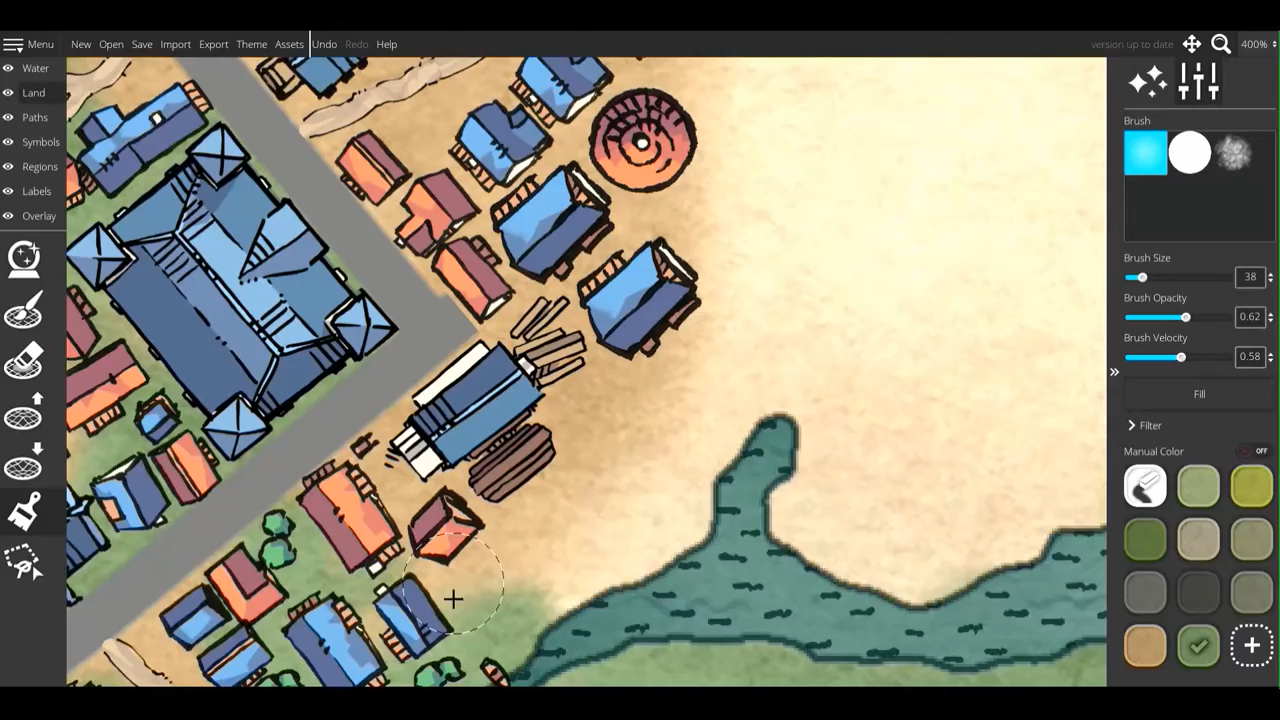 Menu New Open Save Import Export Theme Assets Undo Redo Help version up to date 400%
Water
Land
Paths
Symbols
Regions
Labels
Overlay
Brush
Brush Size
38
Brush Opacity
0.62
Brush Velocity
0.58
Fill
Filter
Manual Color OFF